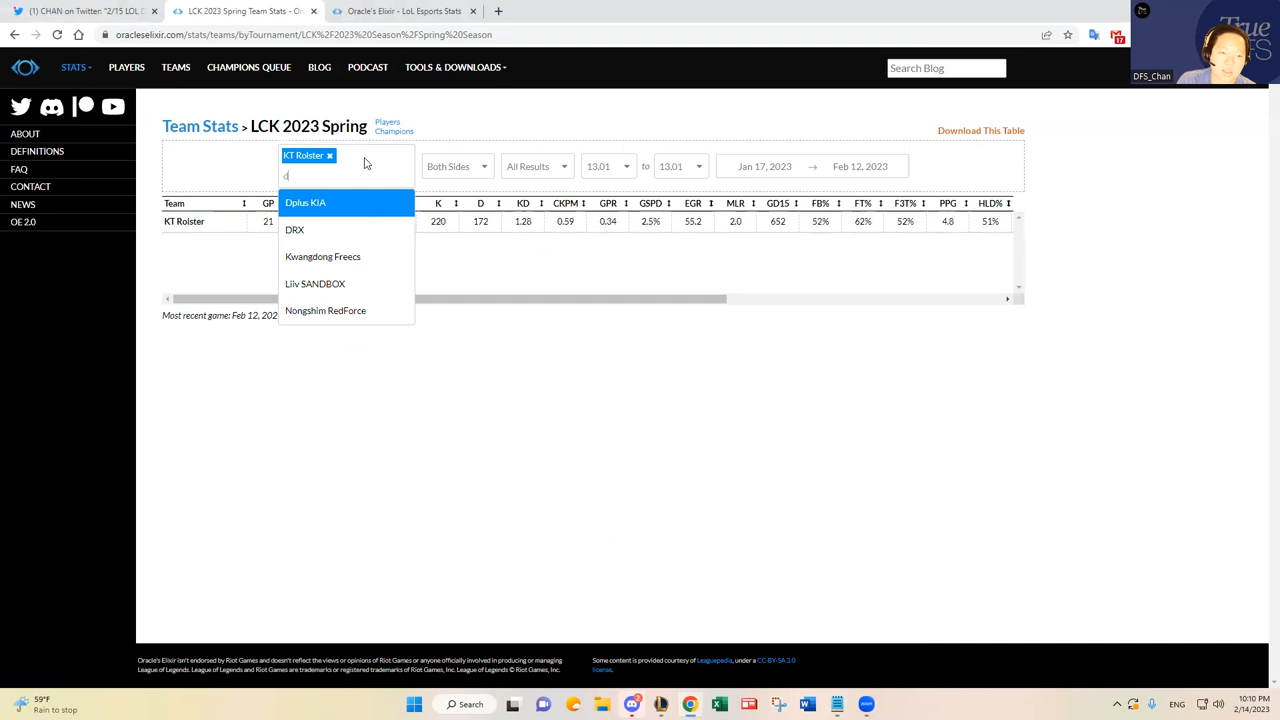 CHAN on Twitter "2/15 LOL D
LCK 2023 Spring Team Stats - Or
Oracle's Elixir - LoL Esports Stats
oracleselixir.com/stats/teams/byTournament/LCK%2F2023%20Season%2FSpring%20Season
17
True
DFS_Chan
STATS
PLAYERS
TEAMS
CHAMPIONS QUEUE
BLOG
PODCAST
TOOLS & DOWNLOADS
Search Blog
ABOUT
DEFINITIONS
FAQ
CONTACT
NEWS
OE 2.0
Team Stats > LCK 2023 Spring
Players
Champions
Download This Table
KT Rolster ×
d
Both Sides
All Results
13.01 to 13.01
Jan 17, 2023 → Feb 12, 2023
Dplus KIA
DRX
Kwangdong Freecs
Liiv SANDBOX
Nongshim RedForce
Team GP K D KD CKPM GPR GSPD EGR MLR GD15 FB% FT% F3T% PPG HLD%
KT Rolster 21 220 172 1.28 0.59 0.34 2.5% 55.2 2.0 652 52% 62% 52% 4.8 51%
Most recent game: Feb 12, 202
Oracle's Elixir isn't endorsed by Riot Games and doesn't reflect the views or opinions of Riot Games or anyone officially involved in producing or managing
League of Legends. League of Legends and Riot Games are trademarks or registered trademarks of Riot Games, Inc. League of Legends © Riot Games, Inc.
Some content is provided courtesy of Leaguepedia, under a CC-BY-SA 3.0
license.
59°F
Rain to stop
Search
2
ENG
10:10 PM
2/14/2023